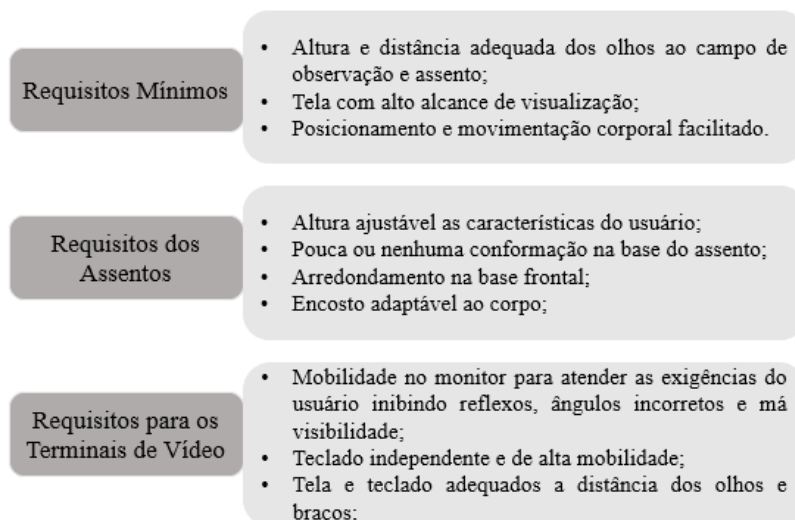 Requisitos Mínimos
• Altura e distância adequada dos olhos ao campo de
observação e assento;
• Tela com alto alcance de visualização;
• Posicionamento e movimentação corporal facilitado.
Requisitos dos
Assentos
• Altura ajustável as características do usuário;
• Pouca ou nenhuma conformação na base do assento;
• Arredondamento na base frontal;
• Encosto adaptável ao corpo;
Requisitos para os
Terminais de Vídeo
• Mobilidade no monitor para atender as exigências do
usuário inibindo reflexos, ângulos incorretos e má
visibilidade;
• Teclado independente e de alta mobilidade;
• Tela e teclado adequados a distância dos olhos e
braços;